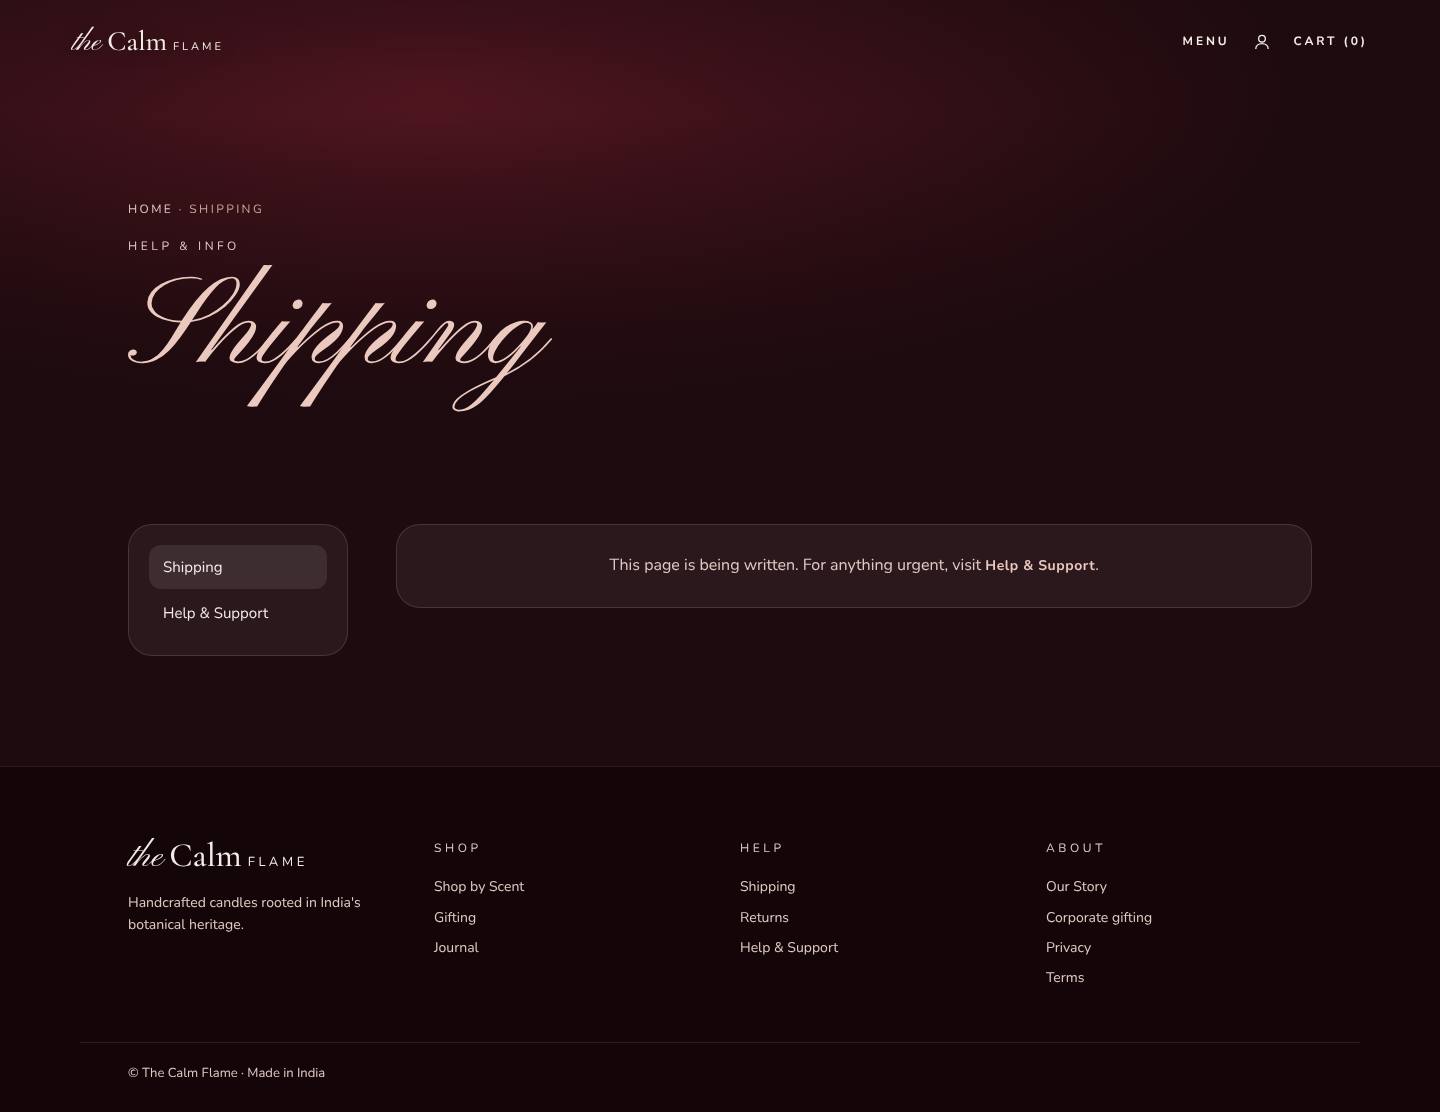 the Calm FLAME
MENU
CART (0)
HOME · SHIPPING
HELP & INFO
Shipping
Shipping
Help & Support
This page is being written. For anything urgent, visit Help & Support.
the Calm FLAME
Handcrafted candles rooted in India's
botanical heritage.
SHOP
Shop by Scent
Gifting
Journal
HELP
Shipping
Returns
Help & Support
ABOUT
Our Story
Corporate gifting
Privacy
Terms
© The Calm Flame · Made in India